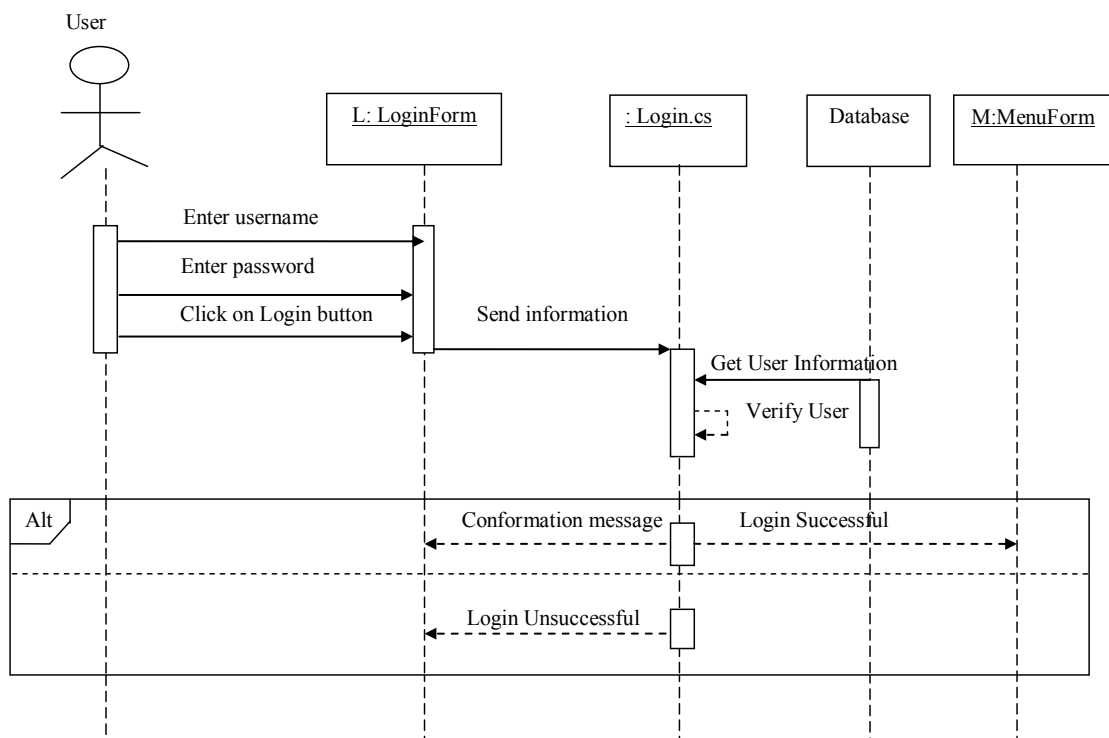 User
L: LoginForm
: Login.cs
Database
M:MenuForm
Enter username
Enter password
Click on Login button
Send information
Get User Information
Verify User
Alt
Conformation message
Login Successful
Login Unsuccessful